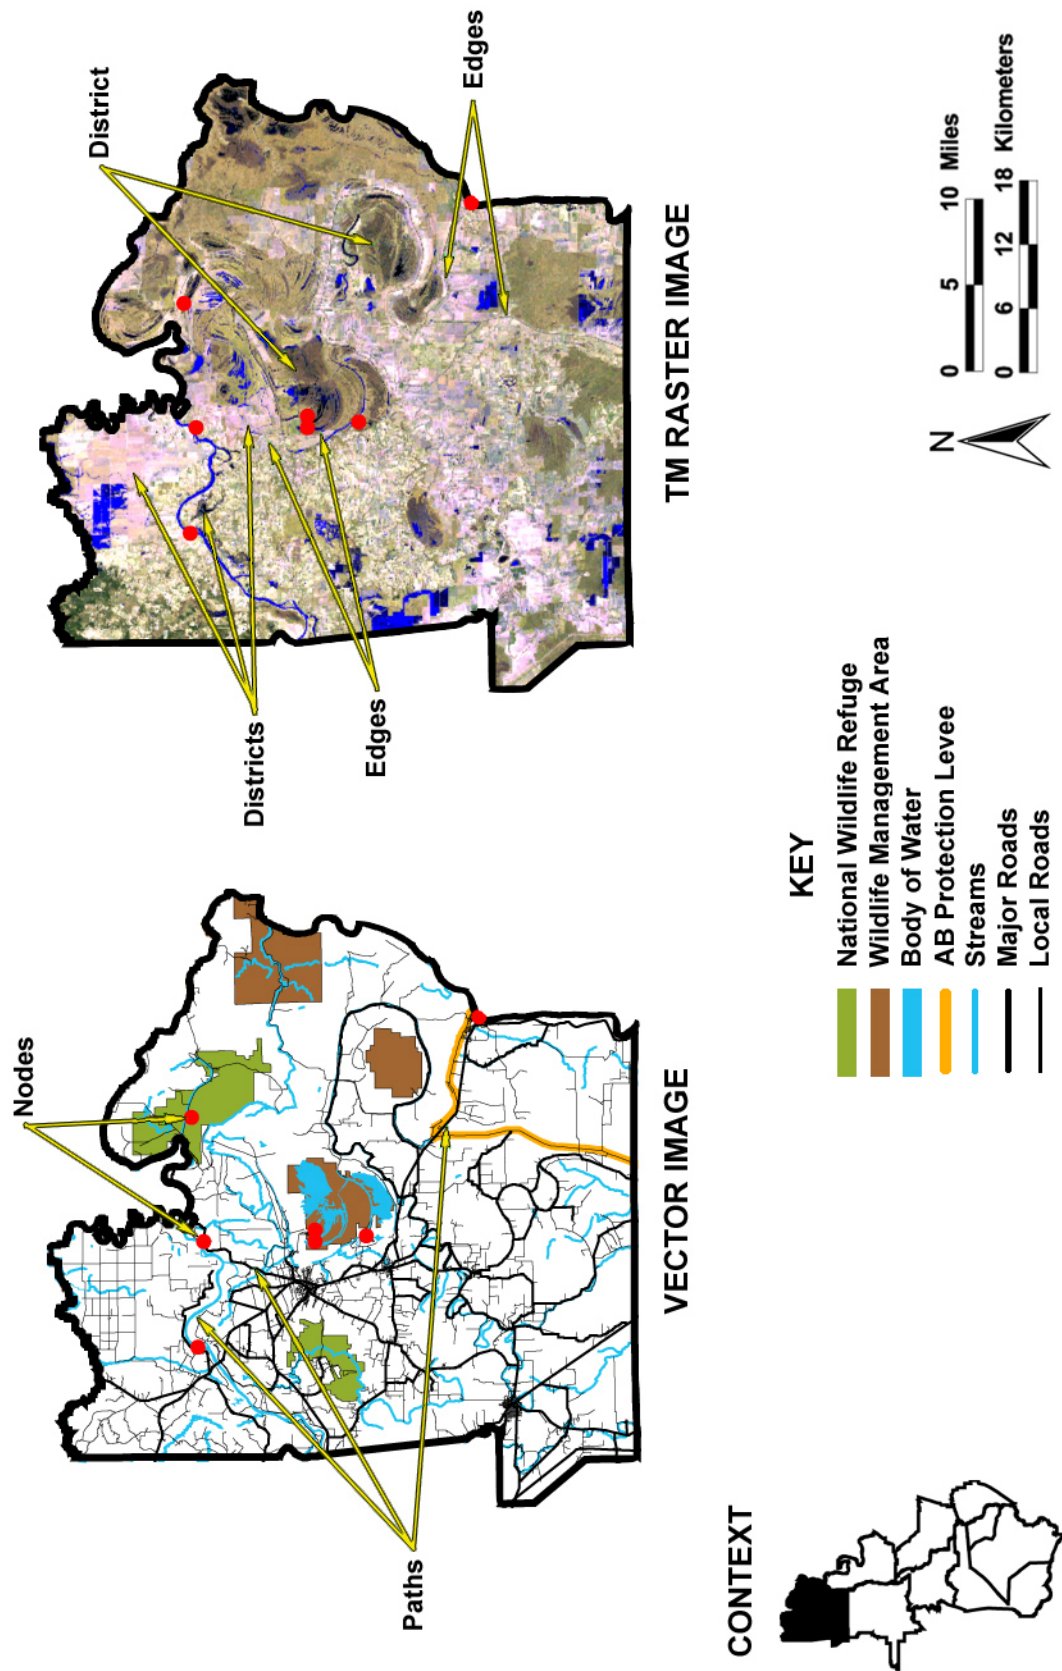 Nodes
Paths
VECTOR IMAGE
District
Districts
Edges
Edges
TM RASTER IMAGE
CONTEXT
KEY
National Wildlife Refuge
Wildlife Management Area
Body of Water
AB Protection Levee
Streams
Major Roads
Local Roads
N
0 5 10 Miles
0 6 12 18 Kilometers